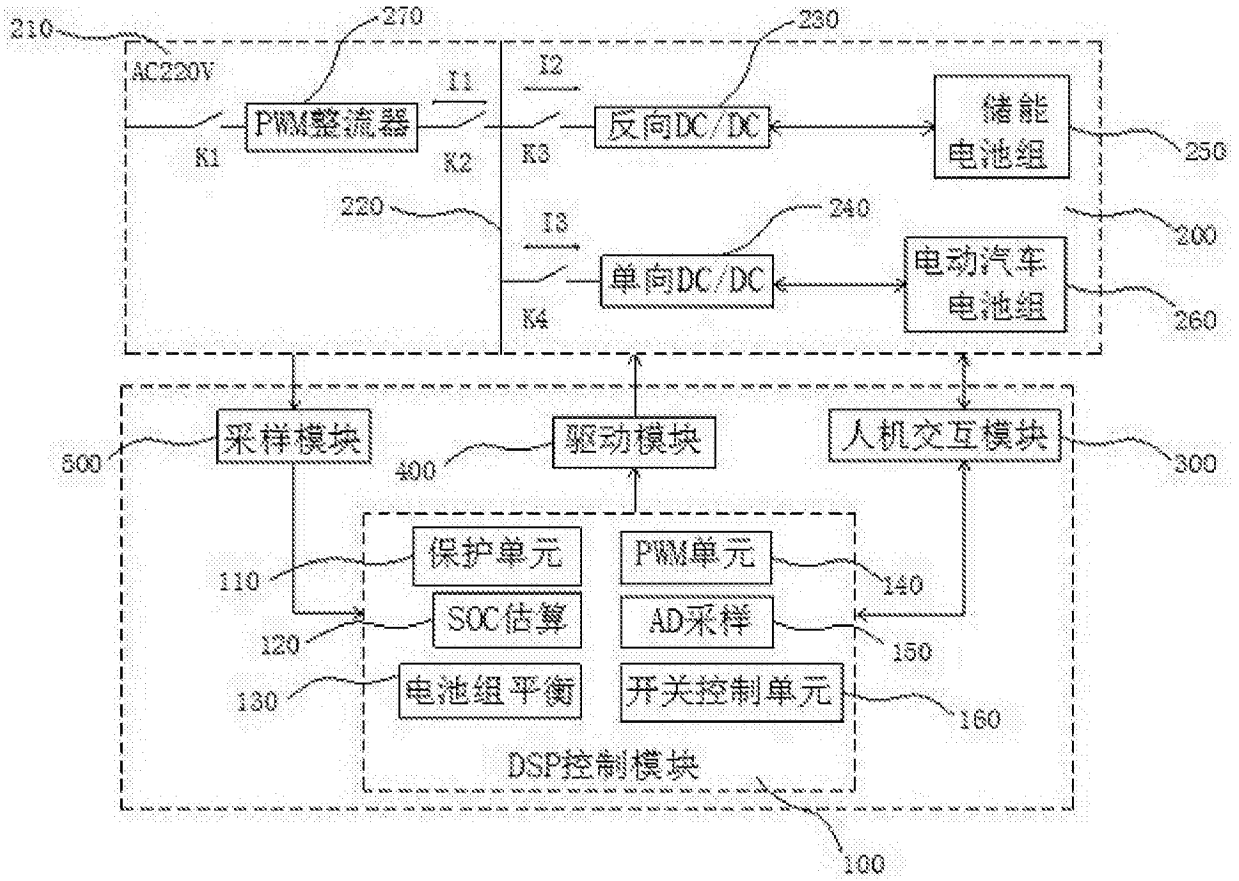 210
270
230
AC220V
I1
I2
PWM整流器
反向DC/DC
储能
电池组
K1
K2
K3
250
220
I3
240
200
单向DC/DC
电动汽车
电池组
K4
260
采样模块
驱动模块
人机交互模块
500
400
300
保护单元
PWM单元
110
140
SOC估算
AD采样
120
150
电池组平衡
开关控制单元
130
160
DSP控制模块
100